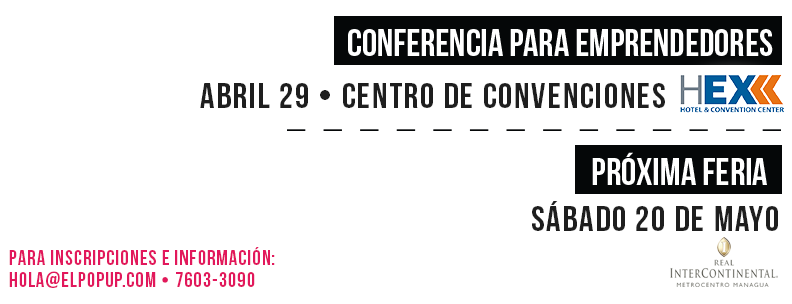 CONFERENCIA PARA EMPRENDEDORES
ABRIL 29 • CENTRO DE CONVENCIONES HEX
HOTEL & CONVENTION CENTER
PRÓXIMA FERIA
SÁBADO 20 DE MAYO
REAL
INTERCONTINENTAL
METROCENTRO MANAGUA
PARA INSCRIPCIONES E INFORMACIÓN:
HOLA@ELPOPUP.COM • 7603-3090